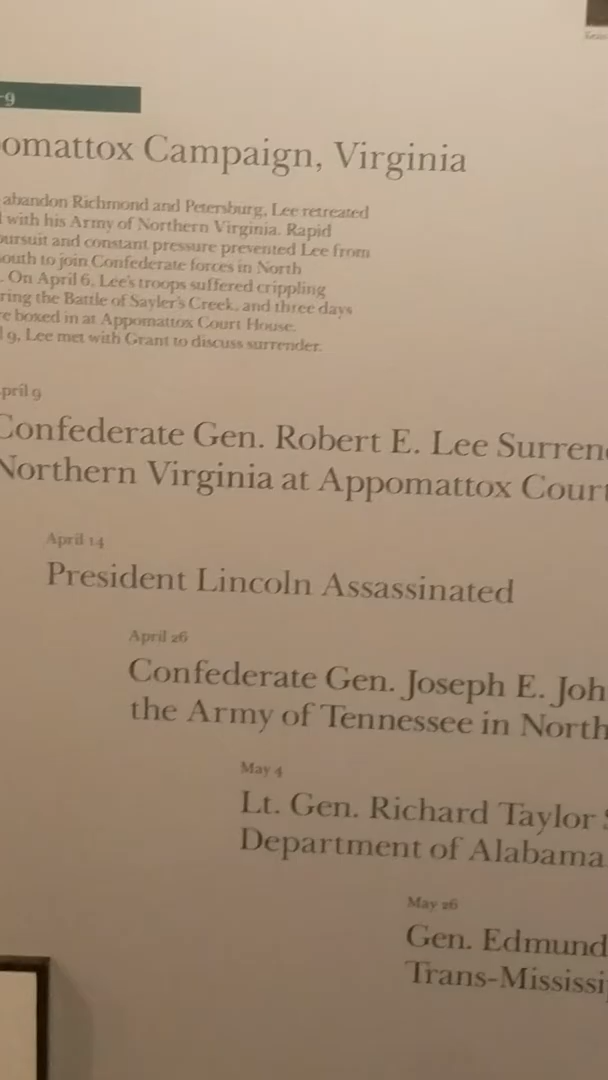 -9
omattox Campaign, Virginia
abandon Richmond and Petersburg, Lee retreated
with his Army of Northern Virginia. Rapid
ursuit and constant pressure prevented Lee from
outh to join Confederate forces in North
. On April 6, Lee's troops suffered crippling
ring the Battle of Sayler's Creek, and three days
e boxed in at Appomattox Court House.
l 9, Lee met with Grant to discuss surrender.
pril 9
Confederate Gen. Robert E. Lee Surren
Northern Virginia at Appomattox Court
April 14
President Lincoln Assassinated
April 26
Confederate Gen. Joseph E. Joh
the Army of Tennessee in North
May 4
Lt. Gen. Richard Taylor S
Department of Alabama
May 26
Gen. Edmund
Trans-Mississip